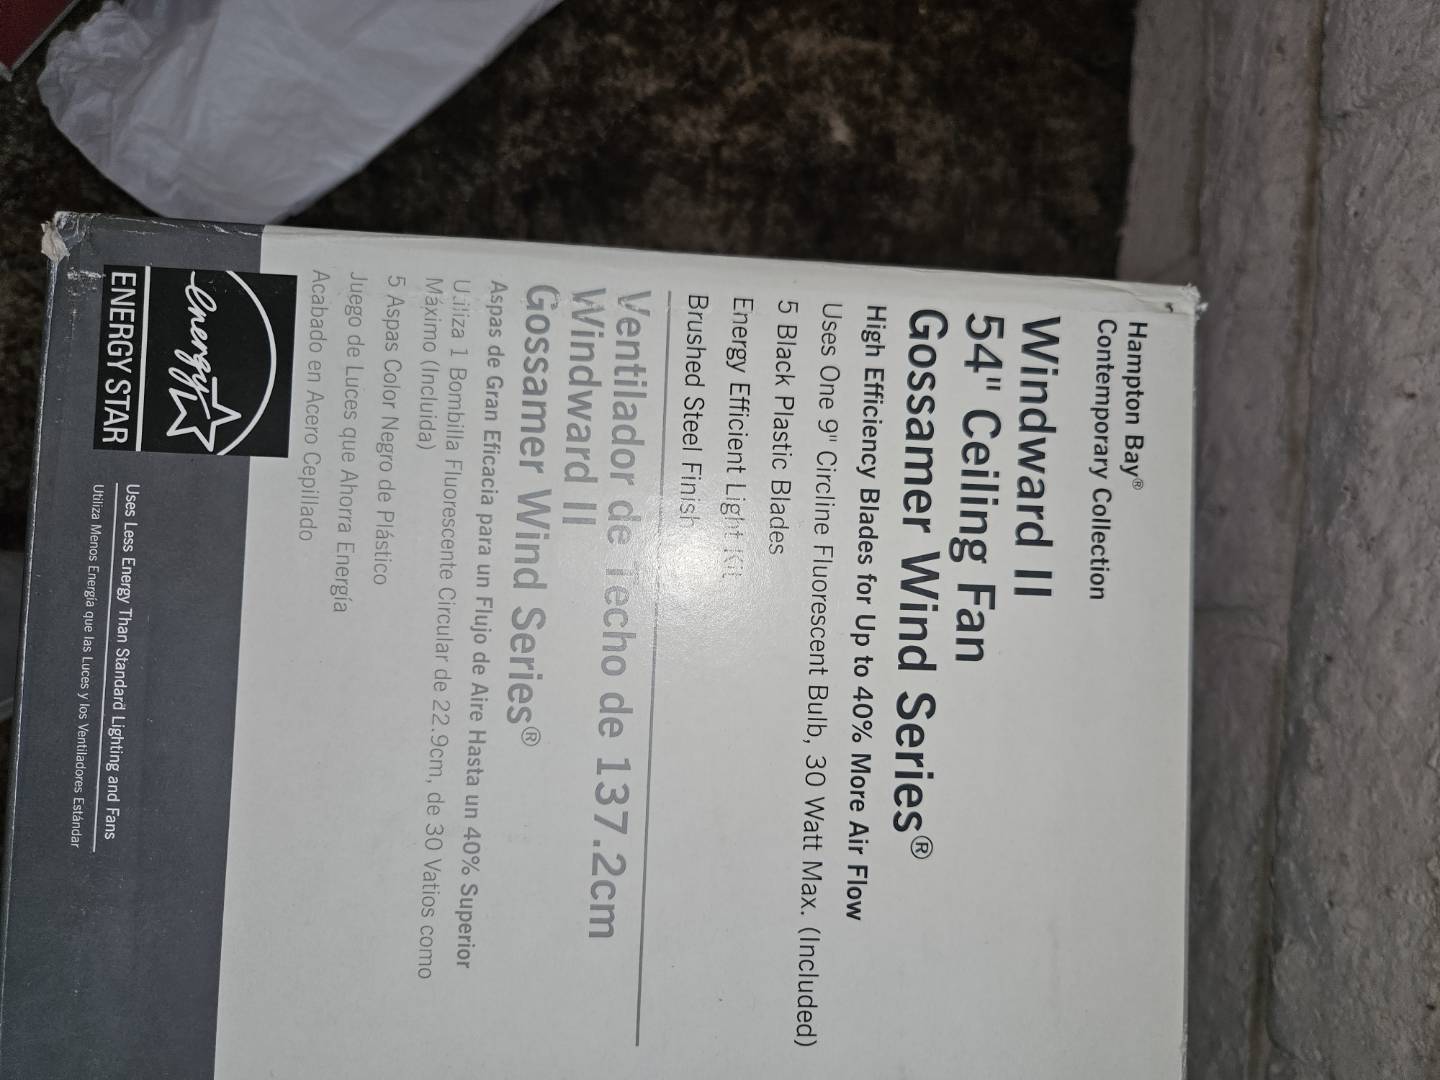 Hampton Bay®
Contemporary Collection
Windward II
54" Ceiling Fan
Gossamer Wind Series®
High Efficiency Blades for Up to 40% More Air Flow
Uses One 9" Circline Fluorescent Bulb, 30 Watt Max. (Included)
5 Black Plastic Blades
Energy Efficient Light Kit
Brushed Steel Finish
Ventilador de Techo de 137.2cm
Windward II
Gossamer Wind Series®
Aspas de Gran Eficacia para un Flujo de Aire Hasta un 40% Superior
Utiliza 1 Bombilla Fluorescente Circular de 22.9cm, de 30 Vatios como
Máximo (Incluida)
5 Aspas Color Negro de Plástico
Juego de Luces que Ahorra Energía
Acabado en Acero Cepillado
energy
ENERGY STAR
Uses Less Energy Than Standard Lighting and Fans
Utiliza Menos Energía que las Luces y los Ventiladores Estándar